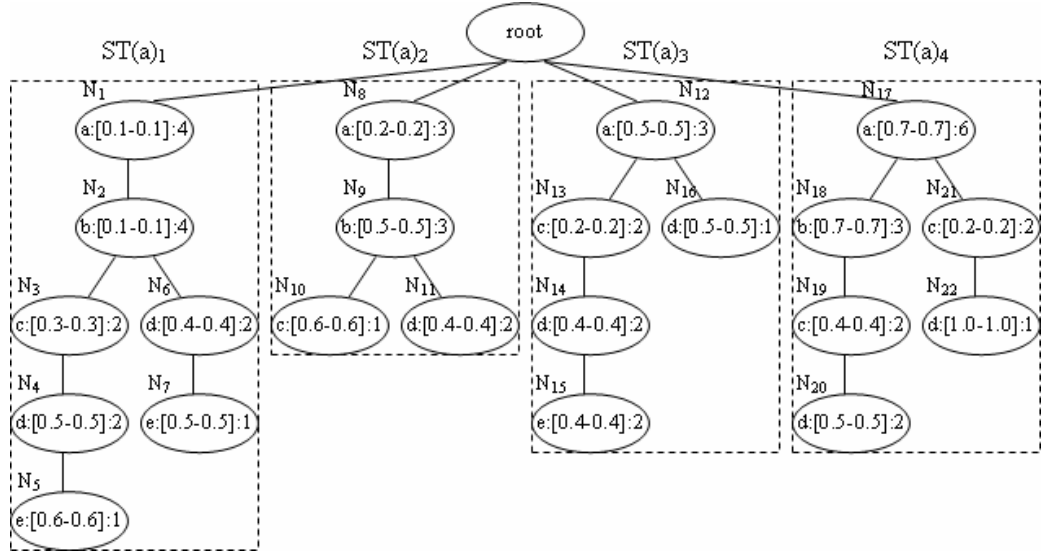 root
ST(a)1 ST(a)2 ST(a)3 ST(a)4
N1 N8 N12 N17
a:[0.1-0.1]:4 a:[0.2-0.2]:3 a:[0.5-0.5]:3 a:[0.7-0.7]:6
N2 N9 N13 N16 N18 N21
b:[0.1-0.1]:4 b:[0.5-0.5]:3 c:[0.2-0.2]:2 d:[0.5-0.5]:1 b:[0.7-0.7]:3 c:[0.2-0.2]:2
N3 N6 N10 N11 N14 N19 N22
c:[0.3-0.3]:2 d:[0.4-0.4]:2 c:[0.6-0.6]:1 d:[0.4-0.4]:2 d:[0.4-0.4]:2 c:[0.4-0.4]:2 d:[1.0-1.0]:1
N4 N7 N15 N20
d:[0.5-0.5]:2 e:[0.5-0.5]:1 e:[0.4-0.4]:2 d:[0.5-0.5]:2
N5
e:[0.6-0.6]:1